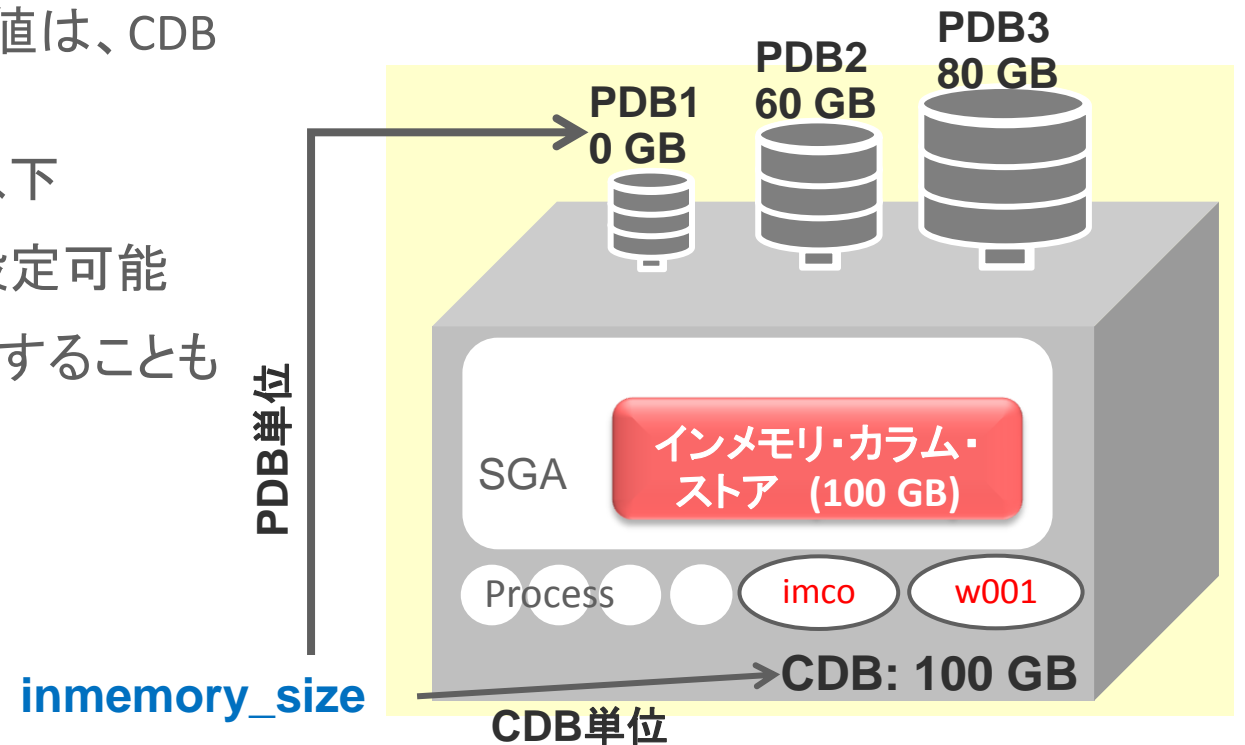 値は、CDB
以下
設定可能
することも
PDB1
0 GB
PDB2
60 GB
PDB3
80 GB
PDB単位
SGA
インメモリ・カラム・
ストア (100 GB)
Process
imco
w001
CDB: 100 GB
inmemory_size
CDB単位